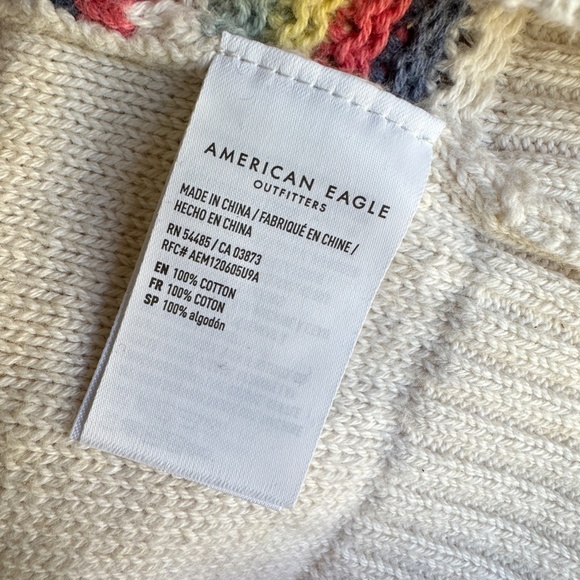 AMERICAN EAGLE
OUTFITTERS
MADE IN CHINA / FABRIQUÉ EN CHINE /
HECHO EN CHINA
RN 54485 / CA 03873
RFC# AEM120605U9A
EN 100% COTTON
FR 100% COTON
SP 100% algodón